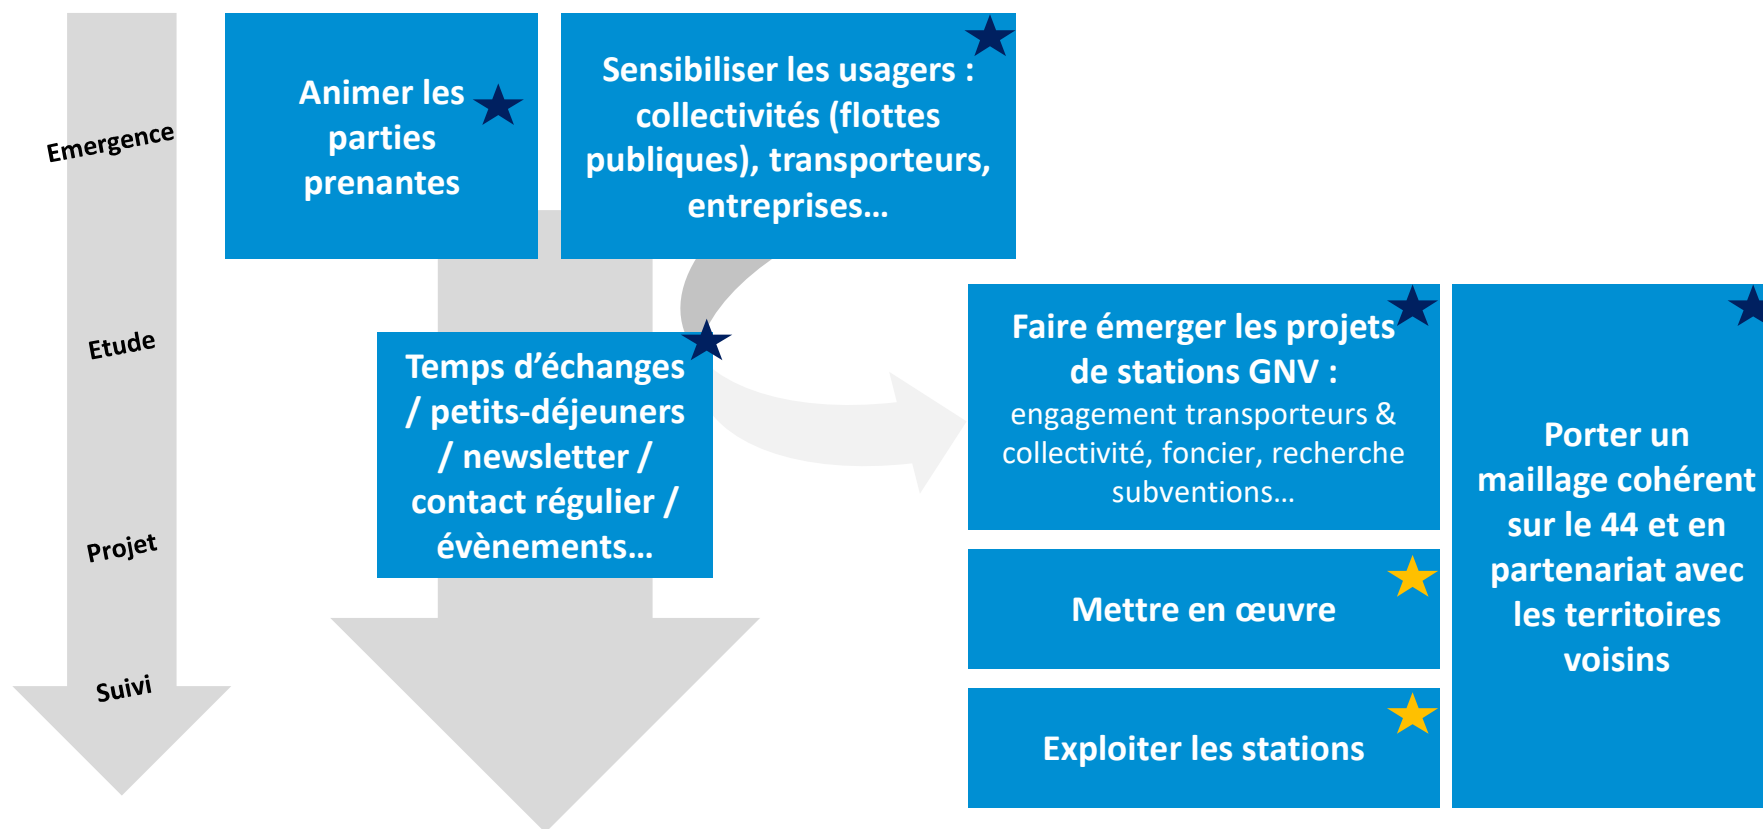 Emergence
Etude
Projet
Suivi
Animer les
parties
prenantes
Sensibiliser les usagers :
collectivités (flottes
publiques), transporteurs,
entreprises…
Temps d’échanges
/ petits-déjeuners
/ newsletter /
contact régulier /
évènements…
Faire émerger les projets
de stations GNV :
engagement transporteurs &
collectivité, foncier, recherche
subventions…
Mettre en œuvre
Exploiter les stations
Porter un
maillage cohérent
sur le 44 et en
partenariat avec
les territoires
voisins